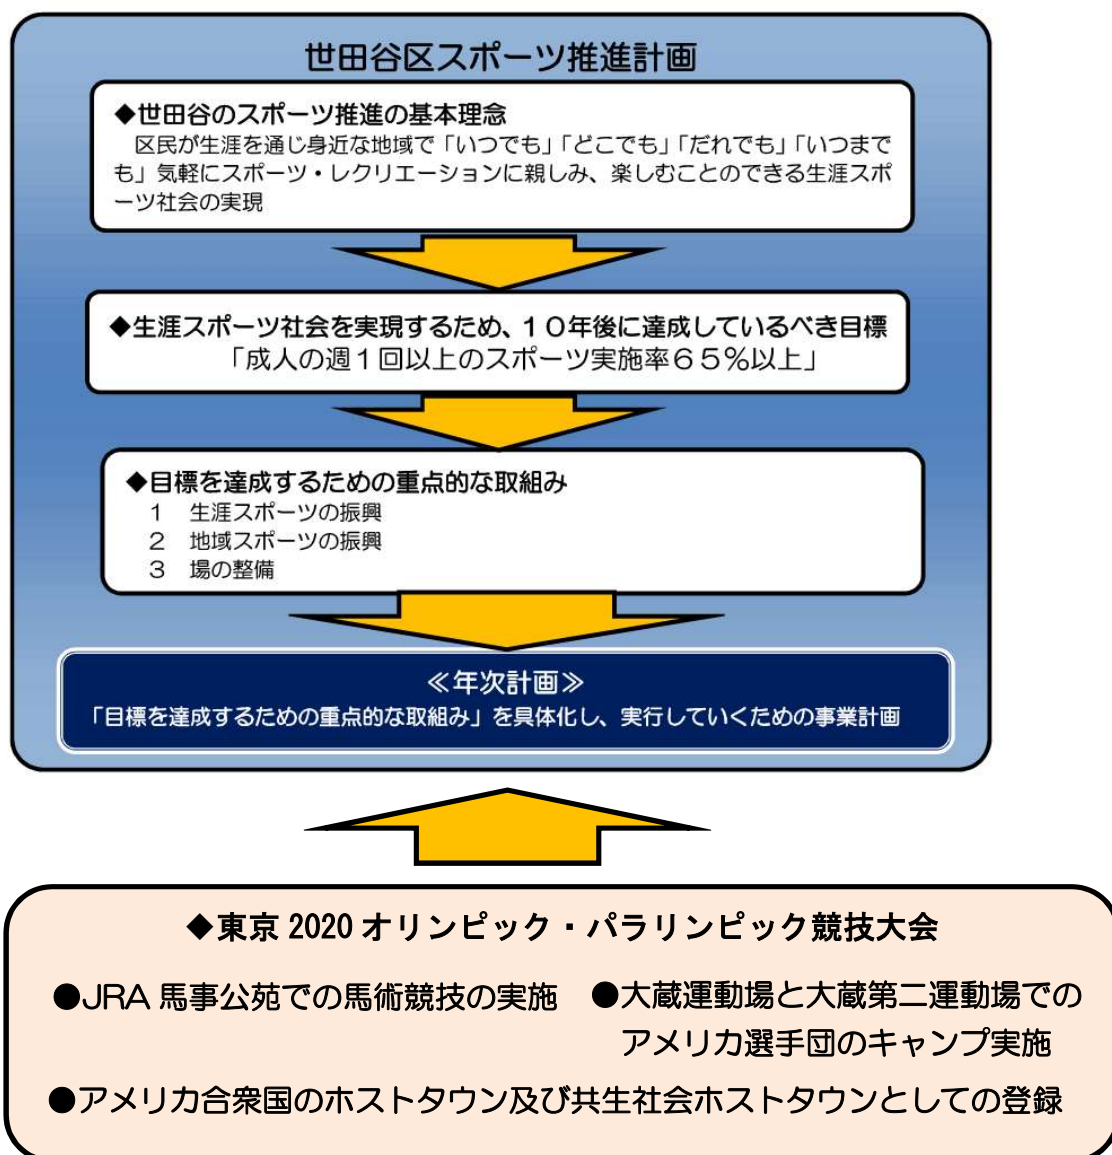 世田谷区スポーツ推進計画
◆世田谷のスポーツ推進の基本理念
区民が生涯を通じ身近な地域で「いつでも」「どこでも」「だれでも」「いつまで
も」気軽にスポーツ・レクリエーションに親しみ、楽しむことのできる生涯スポ
ーツ社会の実現
◆生涯スポーツ社会を実現するため、１０年後に達成しているべき目標
「成人の週１回以上のスポーツ実施率６５％以上」
◆目標を達成するための重点的な取組み
１　生涯スポーツの振興
２　地域スポーツの振興
３　場の整備
≪年次計画≫
「目標を達成するための重点的な取組み」を具体化し、実行していくための事業計画
◆東京 2020 オリンピック・パラリンピック競技大会
●JRA 馬事公苑での馬術競技の実施
●大蔵運動場と大蔵第二運動場での
アメリカ選手団のキャンプ実施
●アメリカ合衆国のホストタウン及び共生社会ホストタウンとしての登録